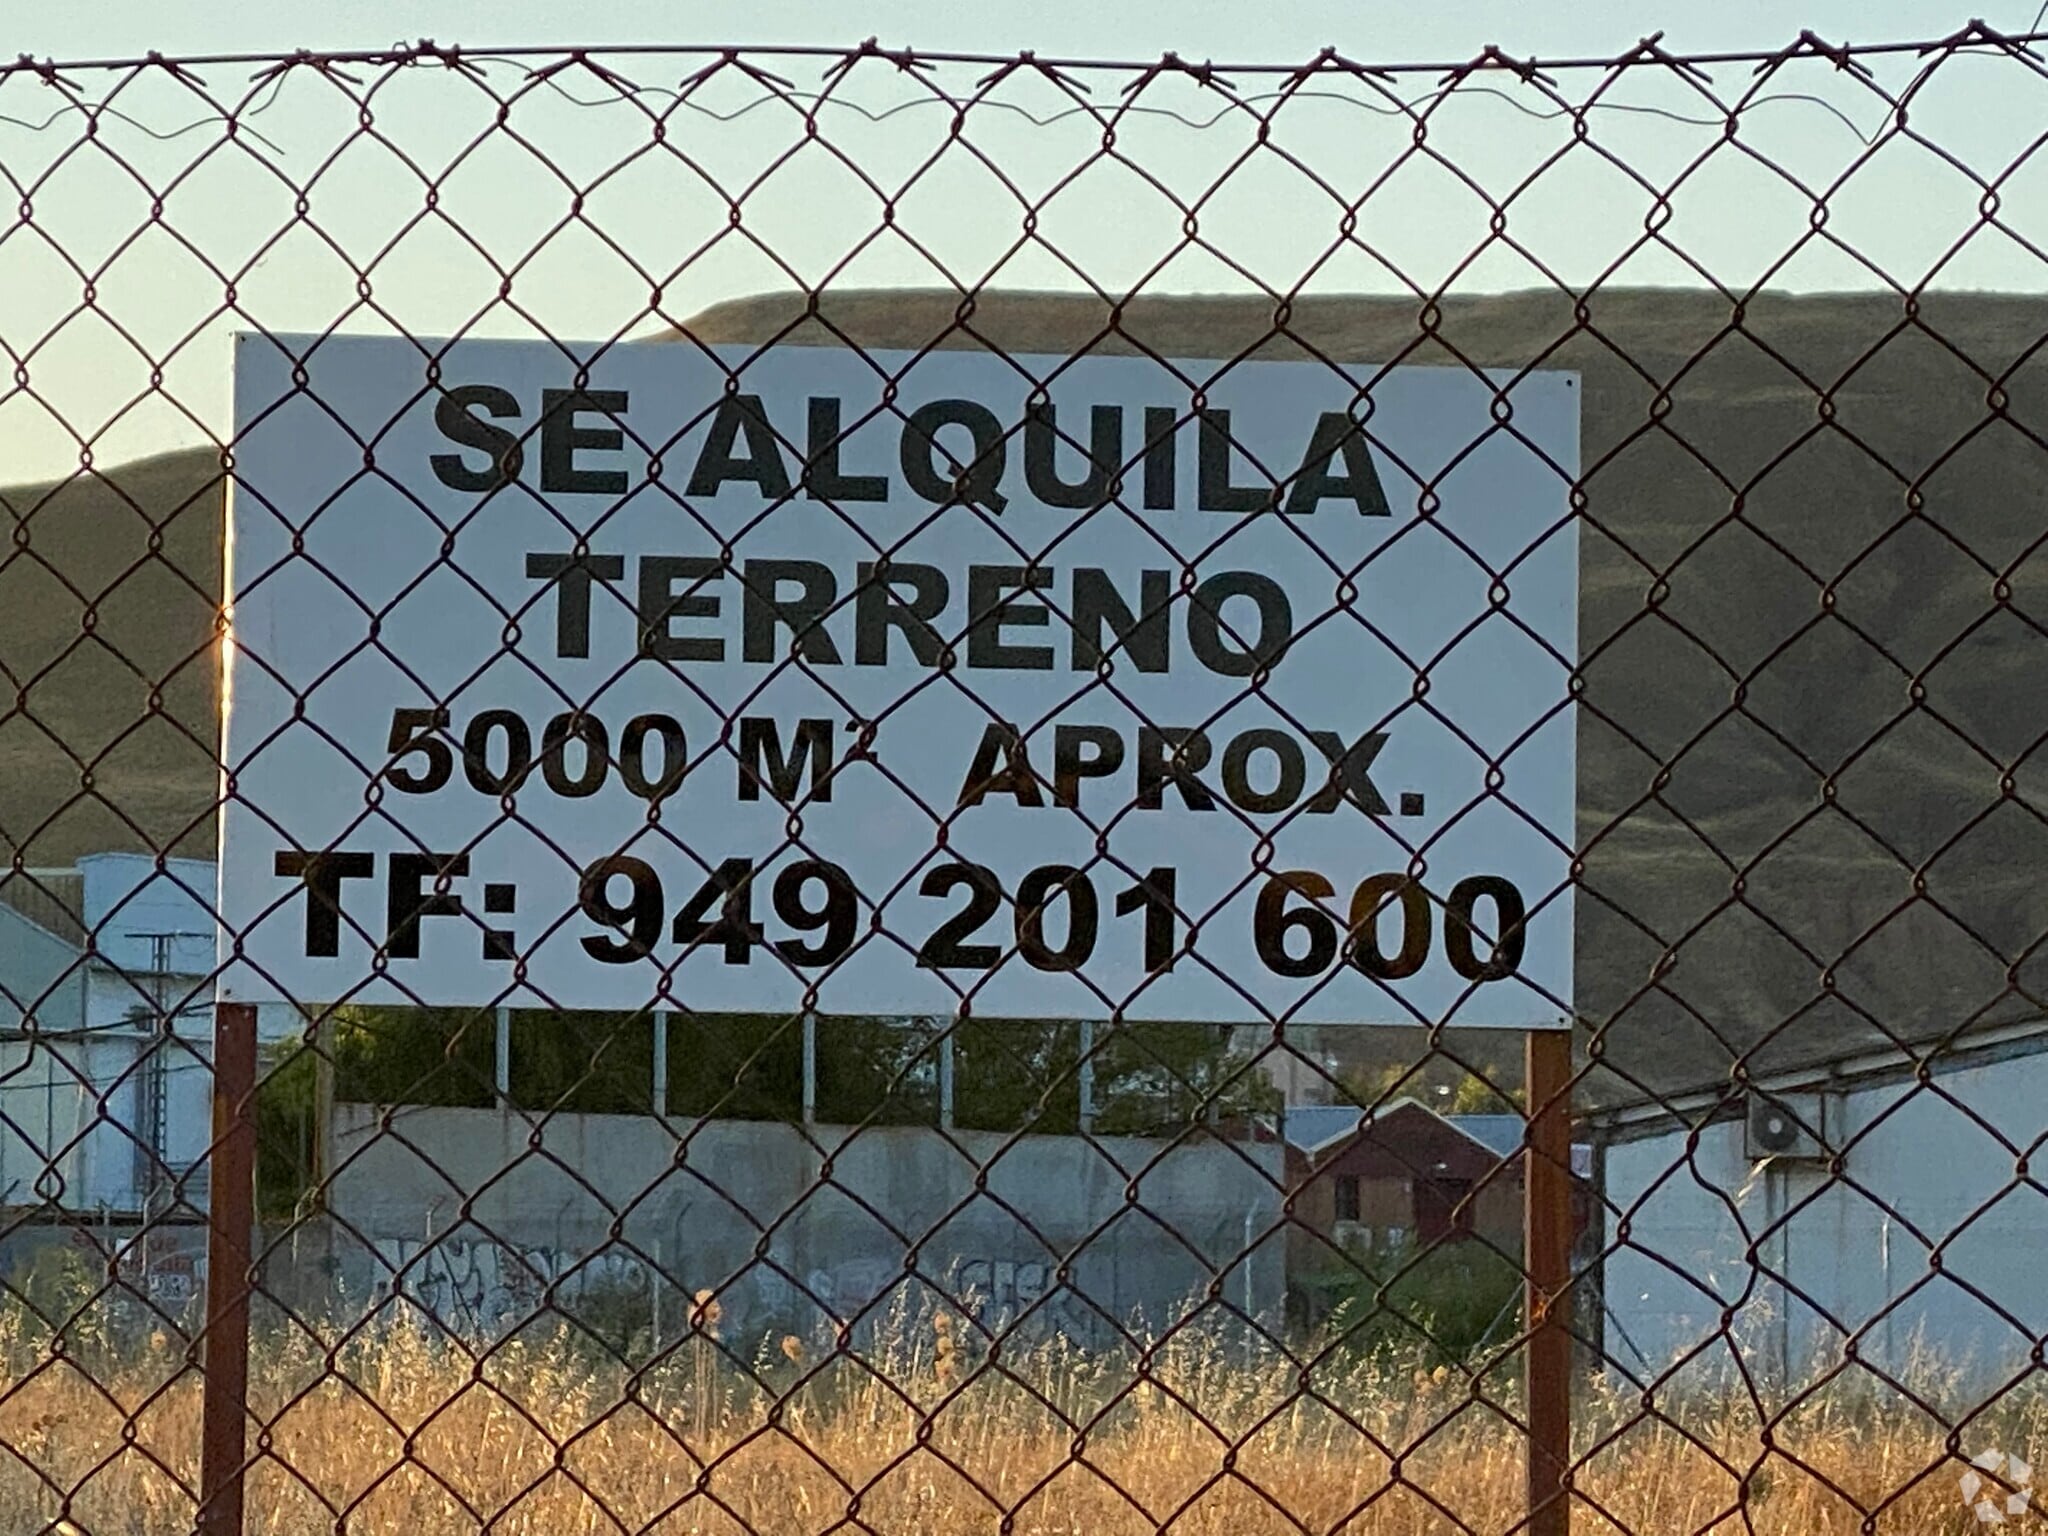 SE ALQUILA
TERRENO
5000 M² APROX.
TF: 949 201 600